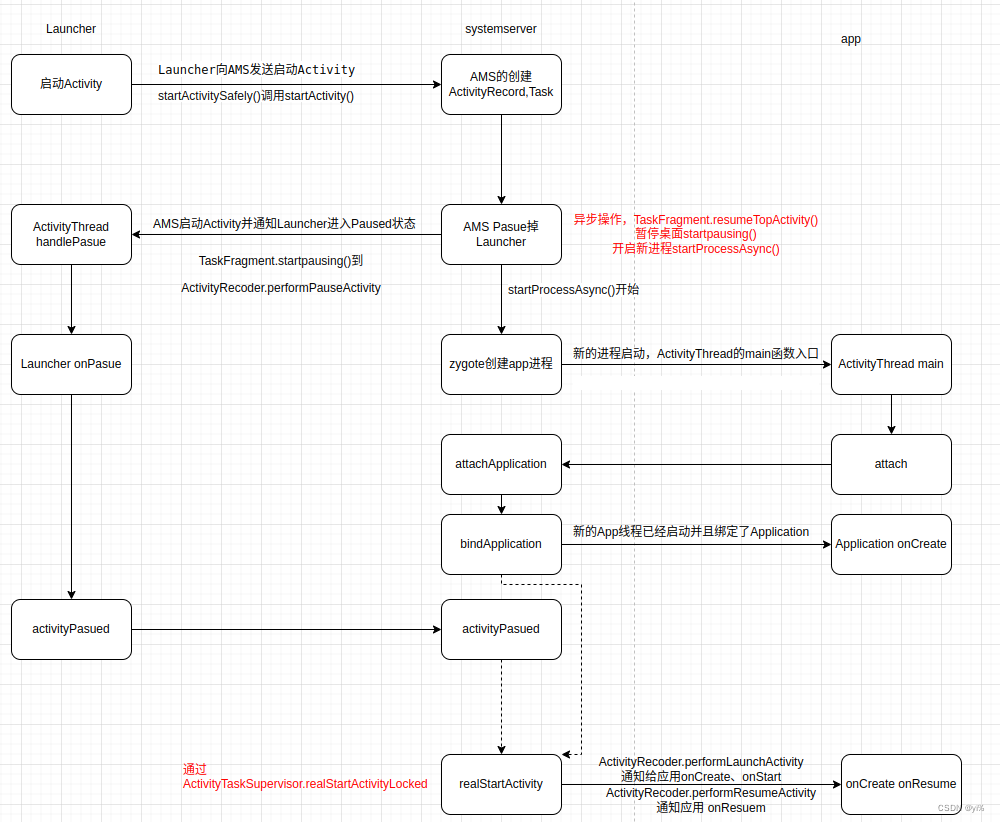 Launcher
systemserver
app
启动Activity
Launcher向AMS发送启动Activity
startActivitySafely()调用startActivity()
AMS的创建
ActivityRecord,Task
ActivityThread
handlePasue
AMS启动Activity并通知Launcher进入Paused状态
TaskFragment.startpausing()到
ActivityRecoder.performPauseActivity
AMS Pasue掉
Launcher
异步操作，TaskFragment.resumeTopActivity()
暂停桌面startpausing()
开启新进程startProcessAsync()
startProcessAsync()开始
Launcher onPasue
zygote创建app进程
新的进程启动，ActivityThread的main函数入口
ActivityThread main
attachApplication
attach
bindApplication
新的App线程已经启动并且绑定了Application
Application onCreate
activityPasued
activityPasued
通过
ActivityTaskSupervisor.realStartActivityLocked
realStartActivity
ActivityRecoder.performLaunchActivity
通知给应用onCreate、onStart
ActivityRecoder.performResumeActivity
通知应用 onResuem
onCreate onResume